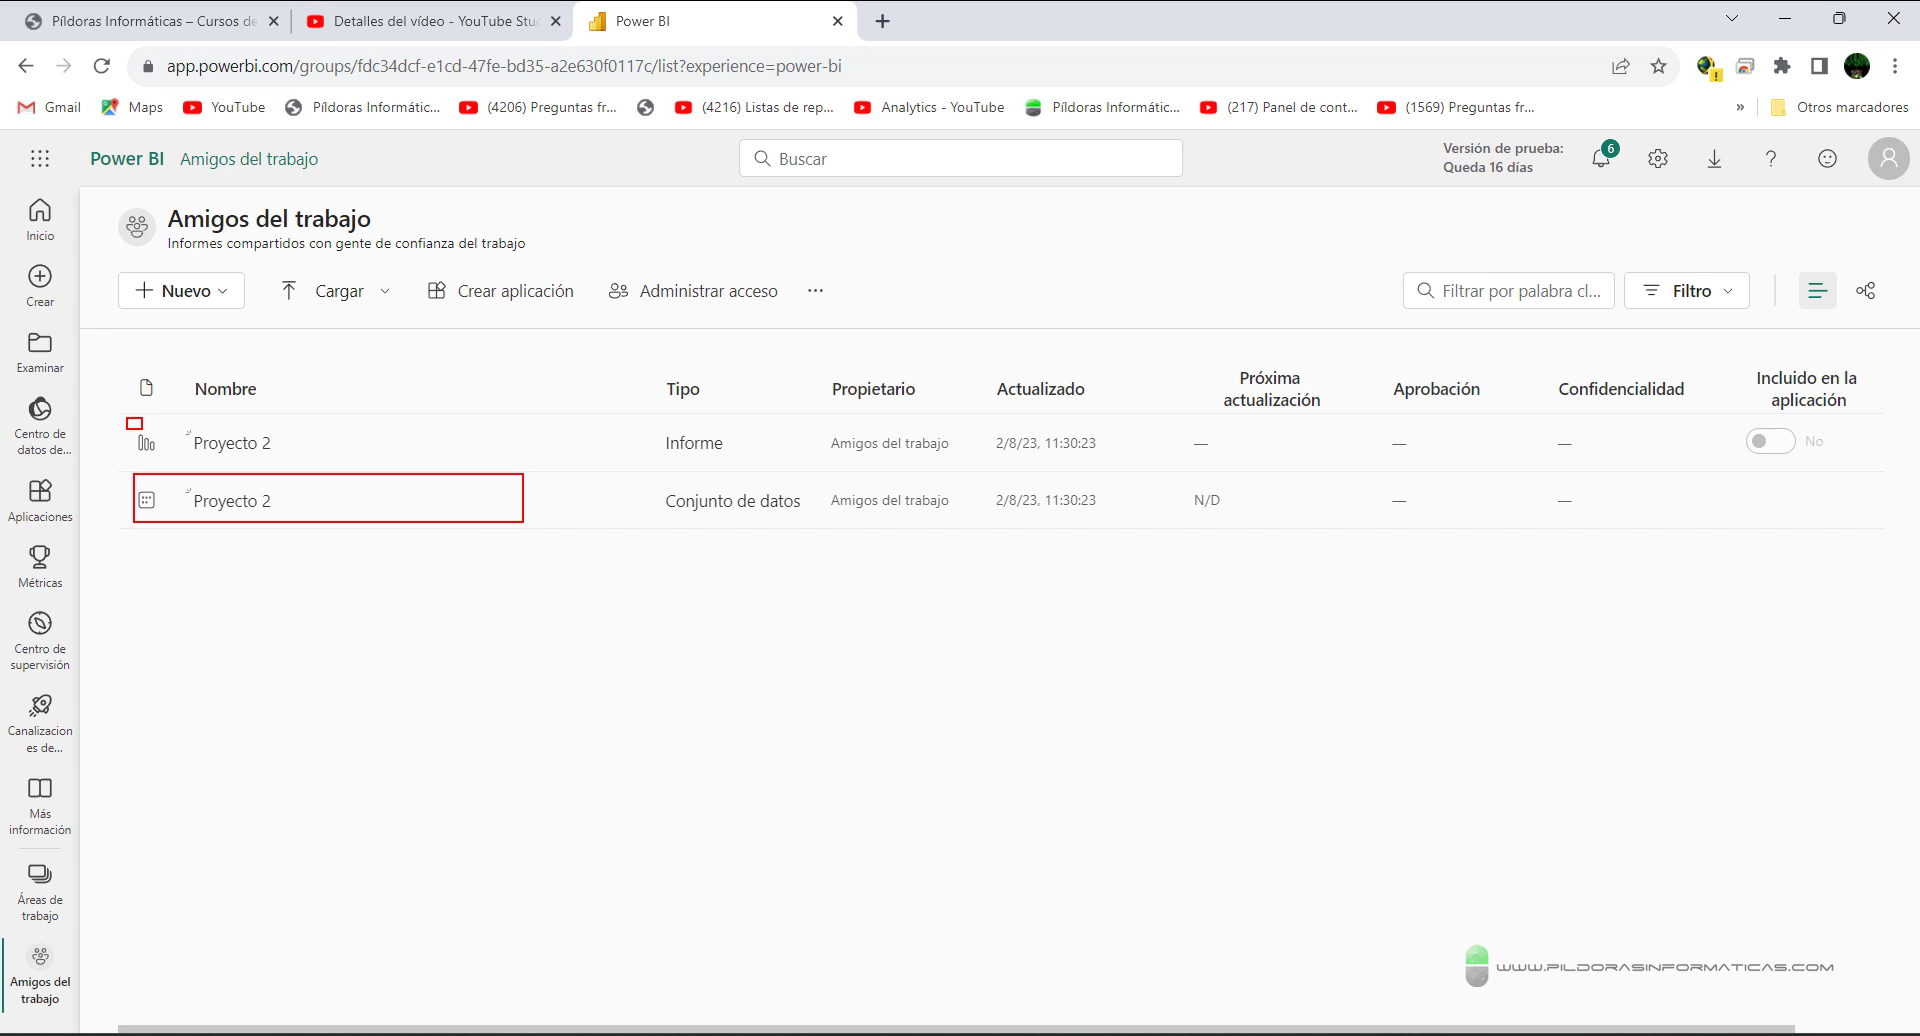 Píldoras Informáticas – Cursos de
Detalles del vídeo - YouTube Stu
Power BI
app.powerbi.com/groups/fdc34dcf-e1cd-47fe-bd35-a2e630f0117c/list?experience=power-bi
Gmail
Maps
YouTube
Píldoras Informátic...
(4206) Preguntas fr...
(4216) Listas de rep...
Analytics - YouTube
Píldoras Informátic...
(217) Panel de cont...
(1569) Preguntas fr...
»
Otros marcadores
Power BI Amigos del trabajo
Buscar
Versión de prueba:
Queda 16 días
6
Inicio
Crear
Examinar
Centro de
datos de...
Aplicaciones
Métricas
Centro de
supervisión
Canalizacion
es de...
Más
información
Áreas de
trabajo
Amigos del
trabajo
Amigos del trabajo
Informes compartidos con gente de confianza del trabajo
Nuevo
Cargar
Crear aplicación
Administrar acceso
...
Filtrar por palabra cl...
Filtro
Nombre
Tipo
Propietario
Actualizado
Próxima
actualización
Aprobación
Confidencialidad
Incluido en la
aplicación
Proyecto 2
Informe
Amigos del trabajo
2/8/23, 11:30:23
—
—
—
No
Proyecto 2
Conjunto de datos
Amigos del trabajo
2/8/23, 11:30:23
N/D
—
—
WWW.PILDORASINFORMATICAS.COM